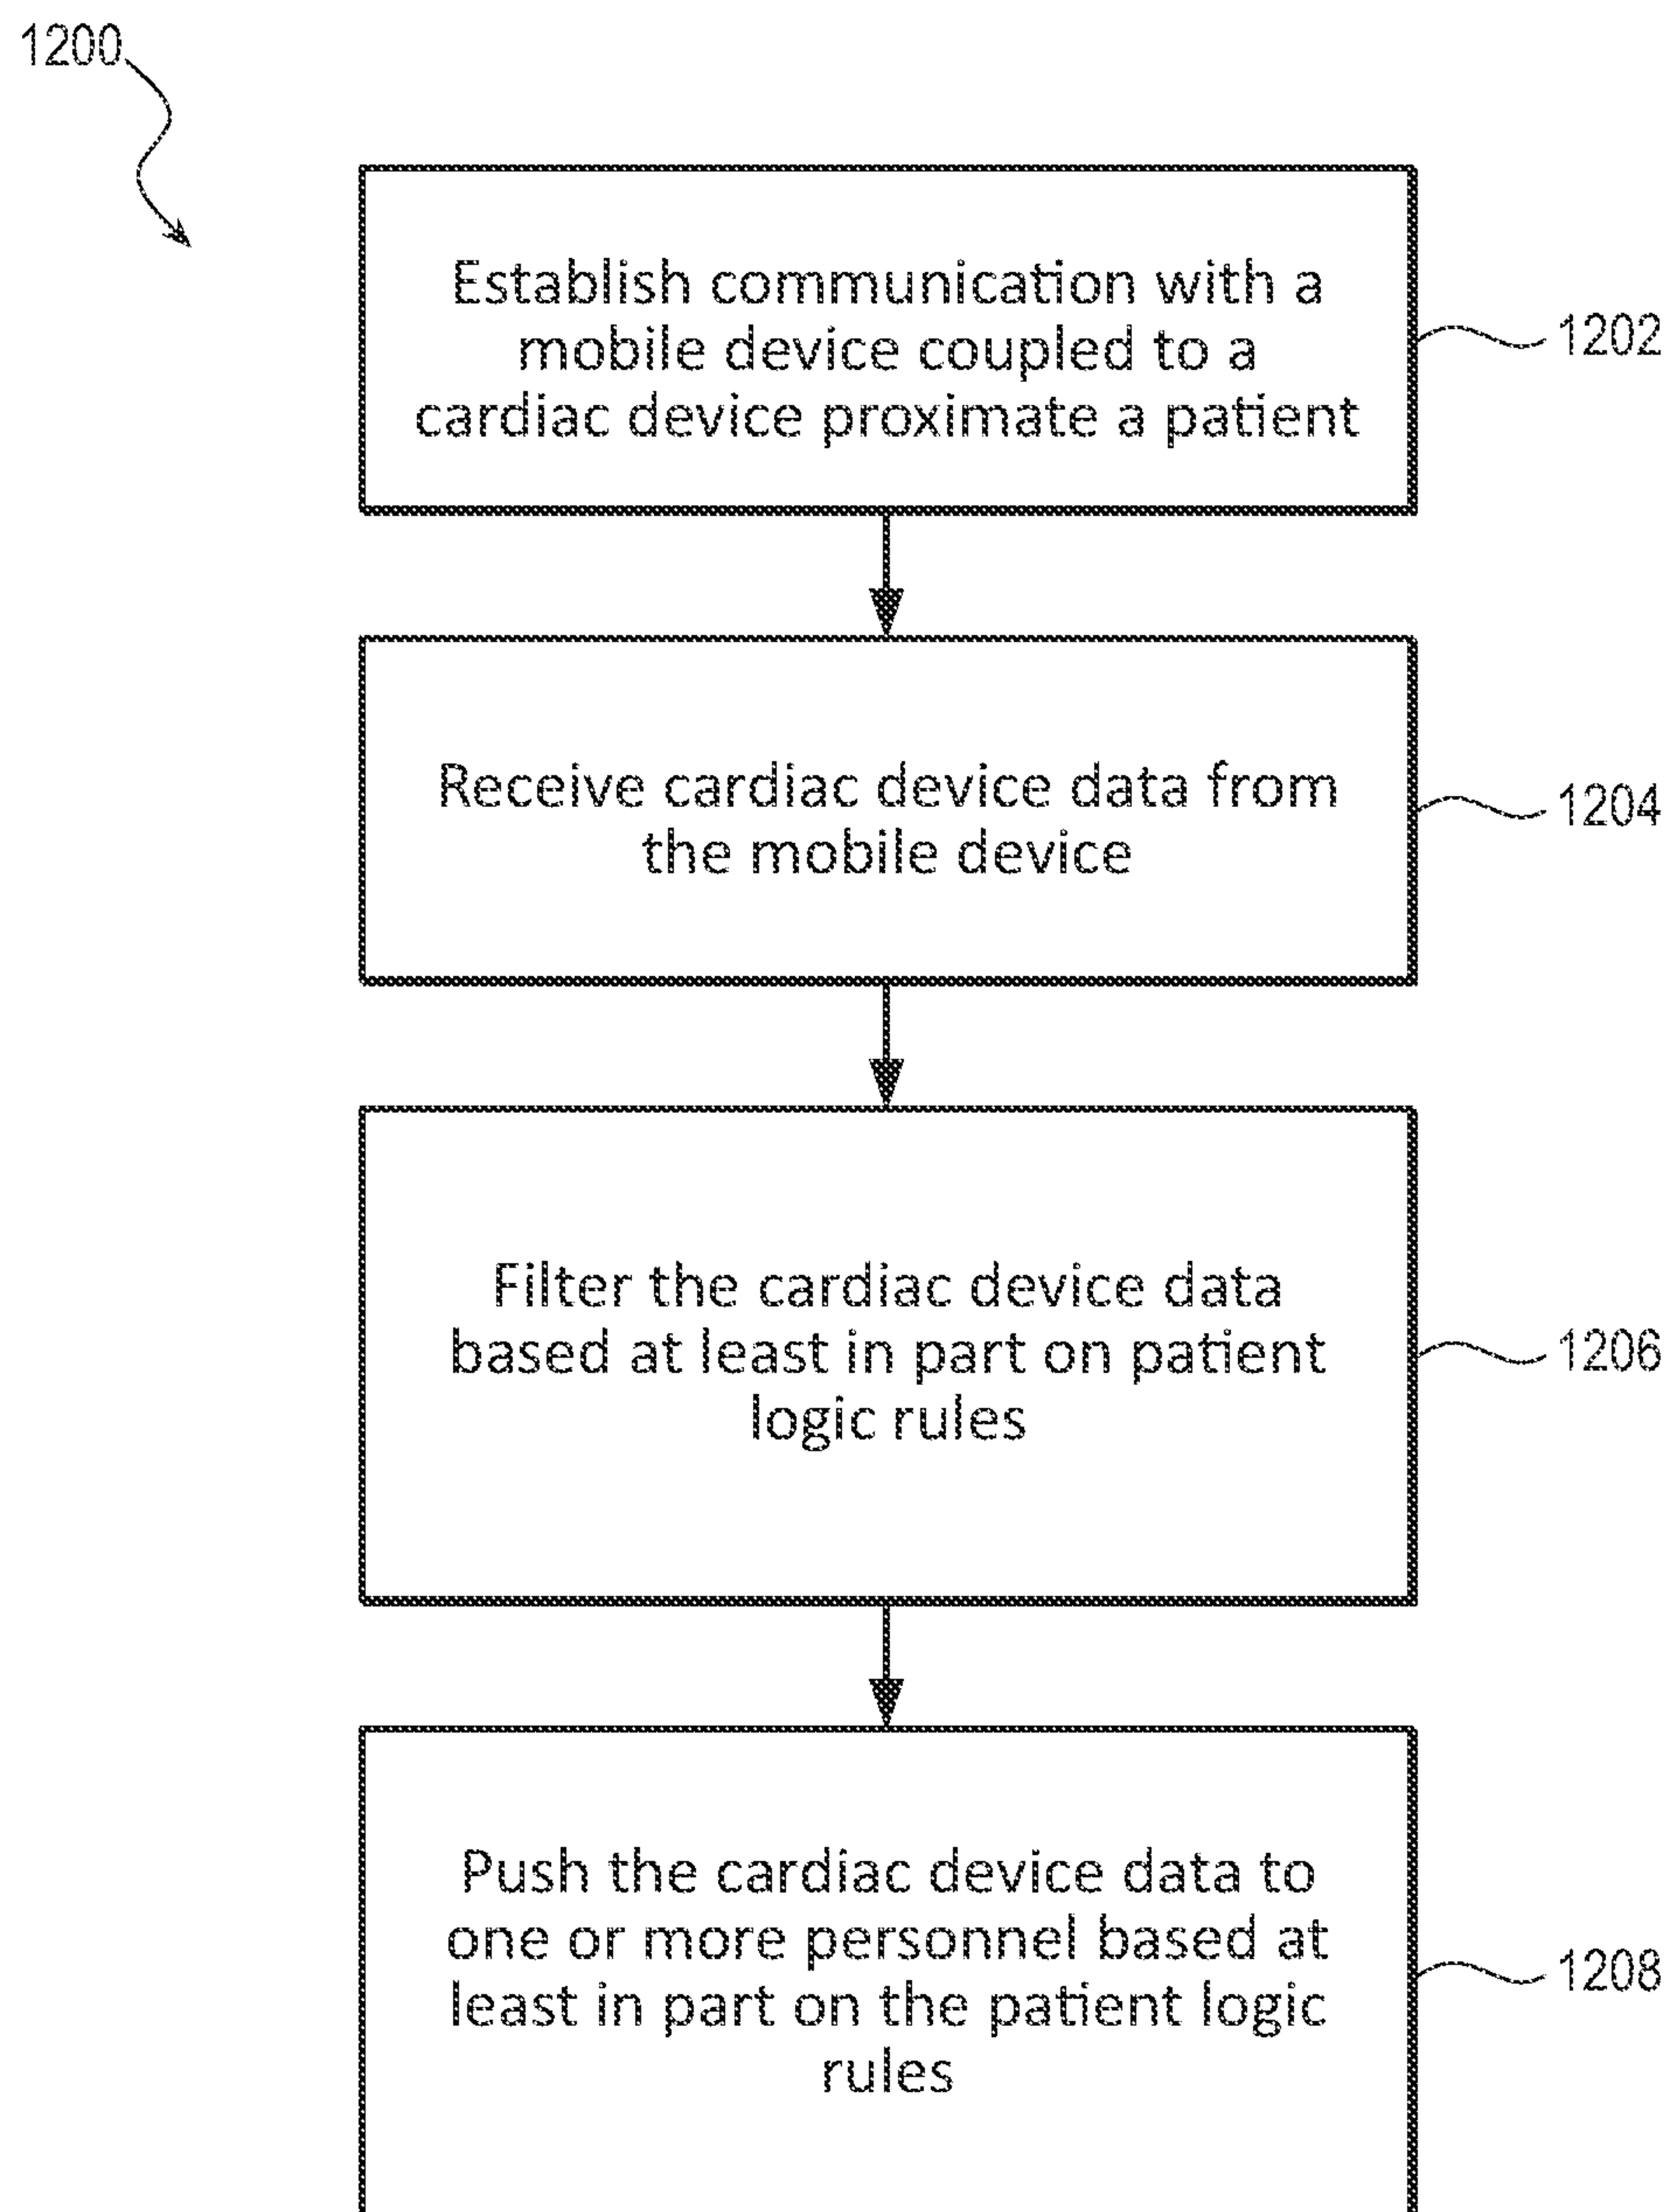 1200
Establish communication with a
mobile device coupled to a
cardiac device proximate a patient
1202
Receive cardiac device data from
the mobile device
1204
Filter the cardiac device data
based at least in part on patient
logic rules
1206
Push the cardiac device data to
one or more personnel based at
least in part on the patient logic
rules
1208